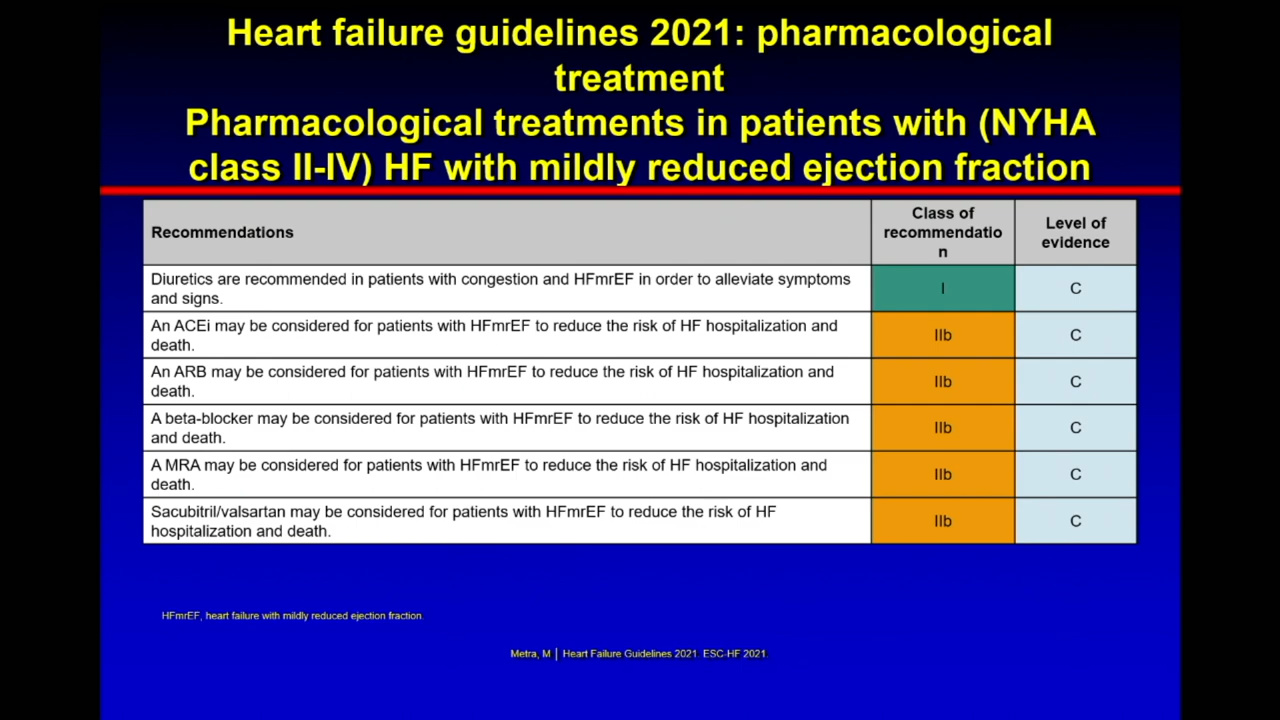 Heart failure guidelines 2021: pharmacological
treatment
Pharmacological treatments in patients with (NYHA
class II-IV) HF with mildly reduced ejection fraction
Recommendations
Class of
recommendatio
n
Level of
evidence
Diuretics are recommended in patients with congestion and HFmrEF in order to alleviate symptoms
and signs.
I
C
An ACEi may be considered for patients with HFmrEF to reduce the risk of HF hospitalization and
death.
IIb
C
An ARB may be considered for patients with HFmrEF to reduce the risk of HF hospitalization and
death.
IIb
C
A beta-blocker may be considered for patients with HFmrEF to reduce the risk of HF hospitalization
and death.
IIb
C
A MRA may be considered for patients with HFmrEF to reduce the risk of HF hospitalization and
death.
IIb
C
Sacubitril/valsartan may be considered for patients with HFmrEF to reduce the risk of HF
hospitalization and death.
IIb
C
HFmrEF, heart failure with mildly reduced ejection fraction.
Metra, M | Heart Failure Guidelines 2021. ESC-HF 2021.